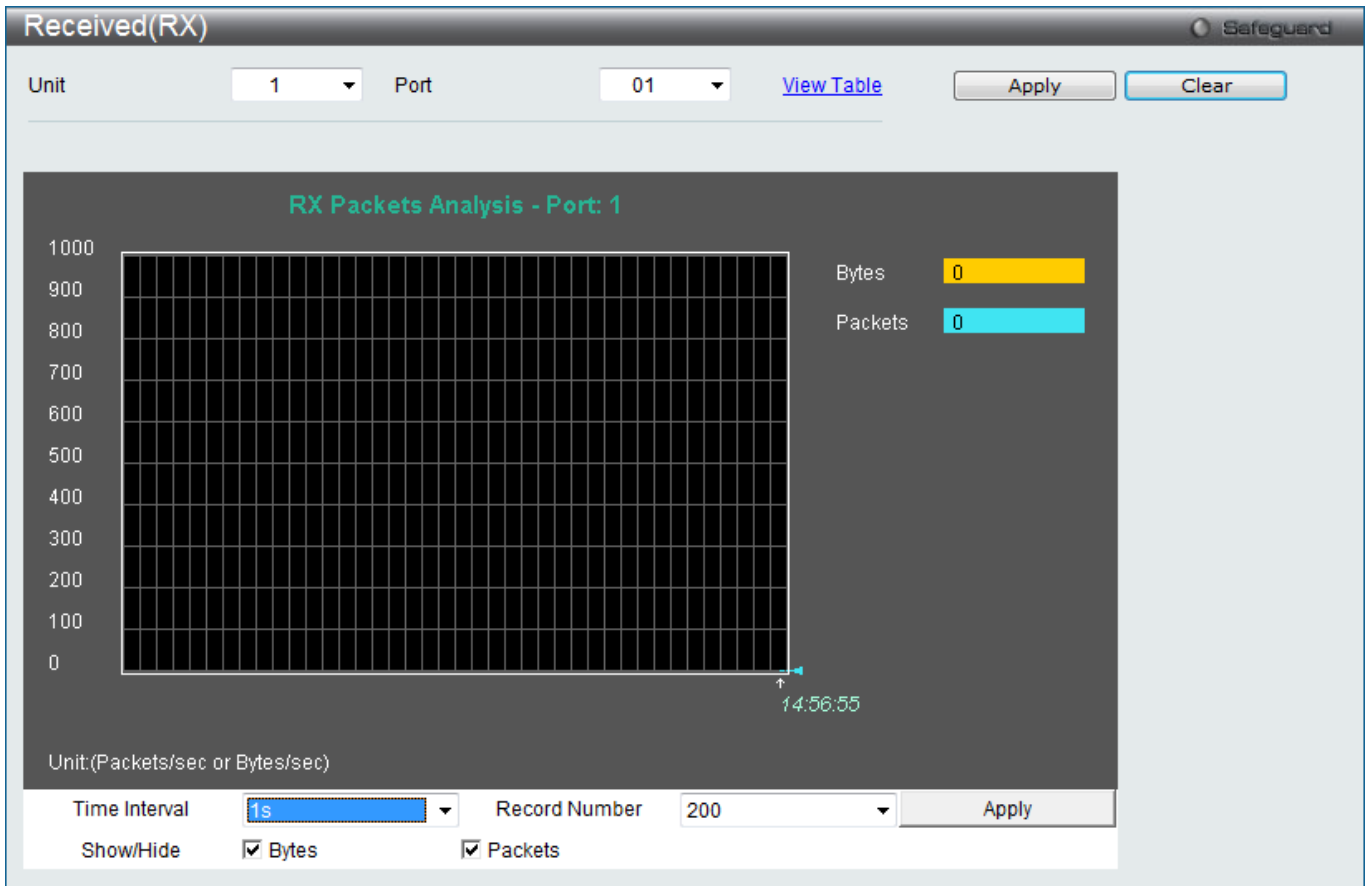 Received(RX)
Safeguard
Unit 1 Port 01 View Table Apply Clear
RX Packets Analysis - Port: 1
1000
900
800
700
600
500
400
300
200
100
0
Bytes 0
Packets 0
14:56:55
Unit:(Packets/sec or Bytes/sec)
Time Interval 1s Record Number 200 Apply
Show/Hide Bytes Packets